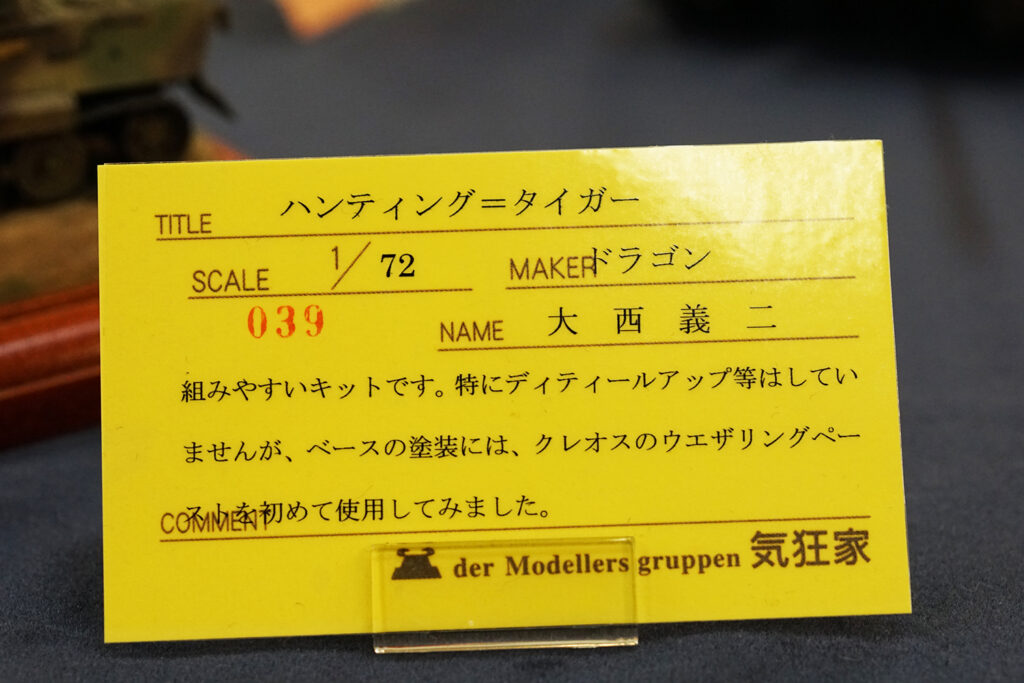 TITLE ハンティング＝タイガー
SCALE 1/72 MAKER ドラゴン
039 NAME 大西義二
組みやすいキットです。特にディティールアップ等はしてい
ませんが、ベースの塗装には、クレオスのウエザリングペー
ストを初めて使用してみました。
COMMENT
der Modellers gruppen 気狂家